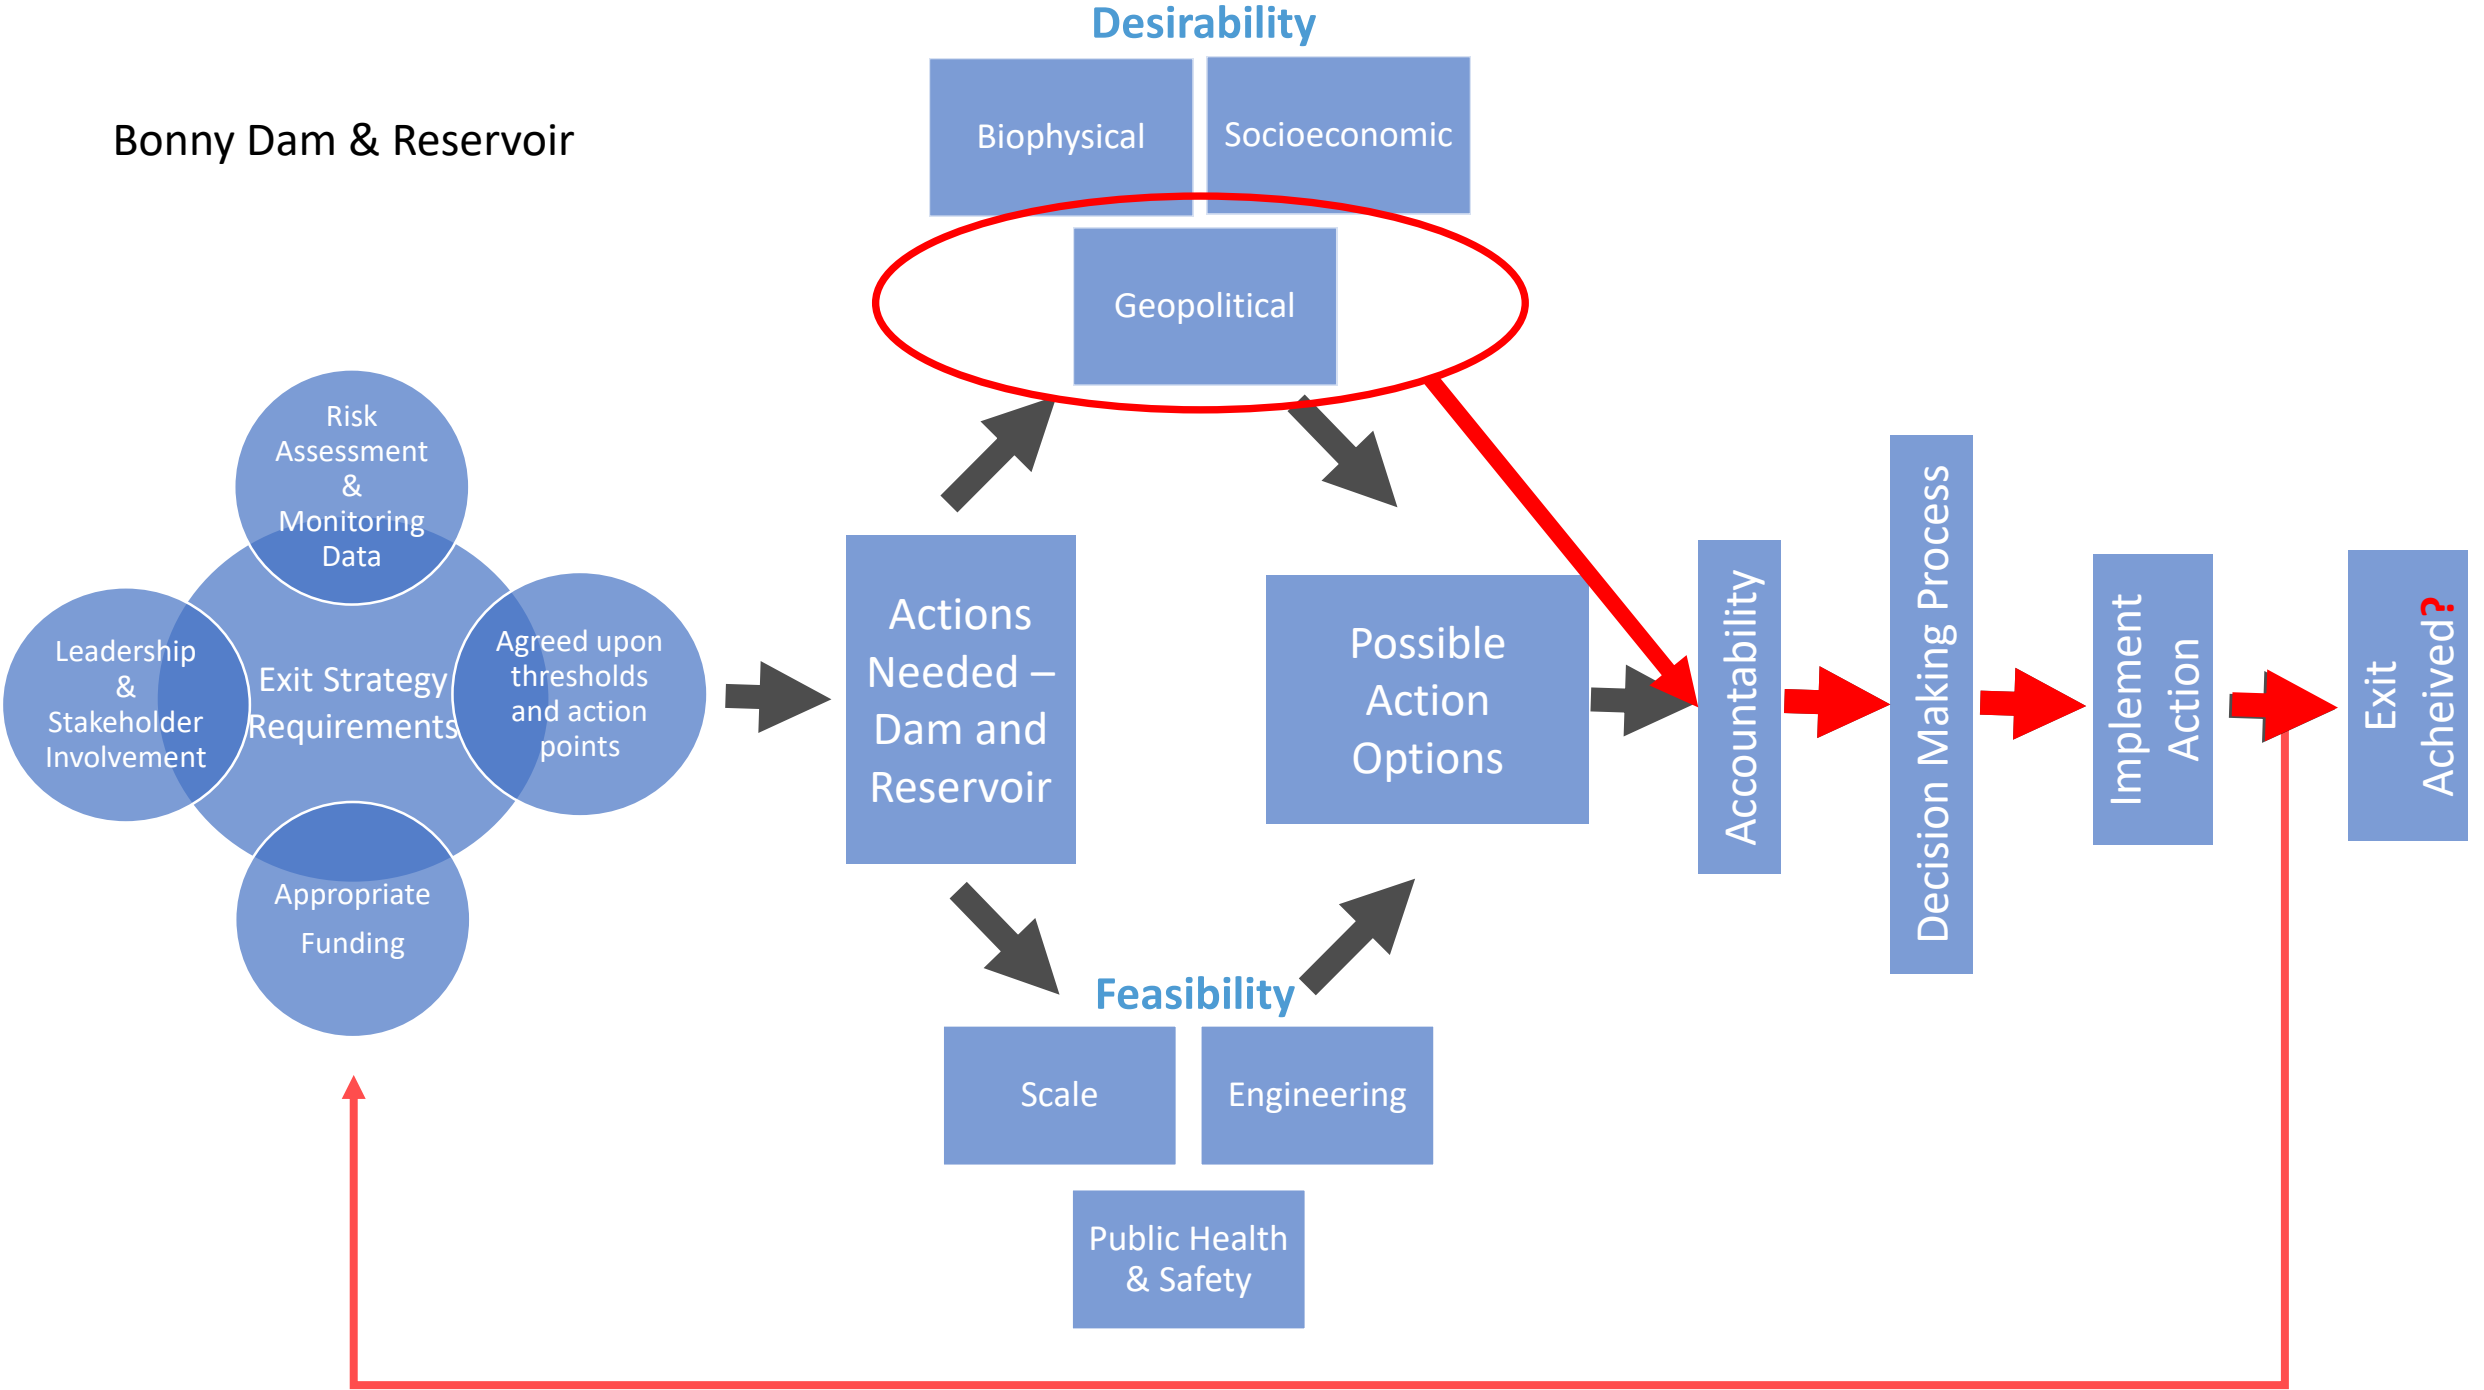 Desirability
Bonny Dam & Reservoir
Biophysical
Socioeconomic
Geopolitical
Risk
Assessment
&
Monitoring
Data
Leadership
&
Stakeholder
Involvement
Exit Strategy
Requirements
Agreed upon
thresholds
and action
points
Appropriate
Funding
Actions
Needed –
Dam and
Reservoir
Possible
Action
Options
Accountability
Decision Making Process
Implement
Action
Exit
Acheived?
Feasibility
Scale
Engineering
Public Health
& Safety